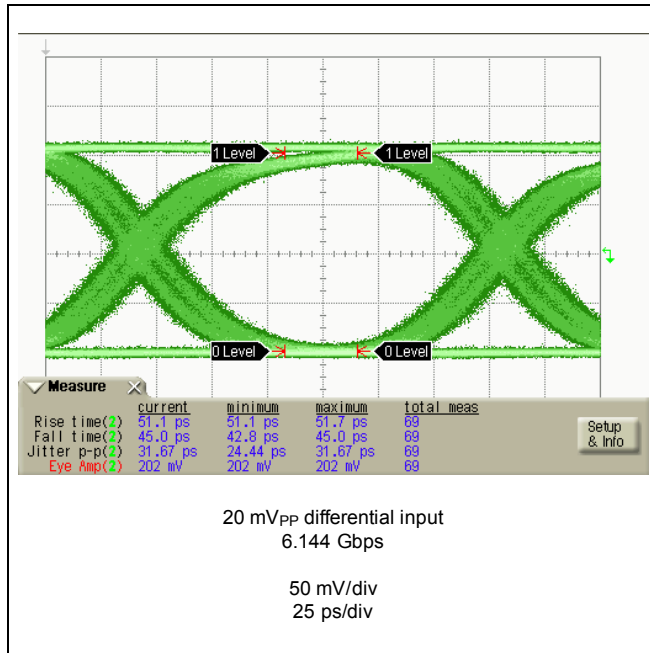 1 Level 1 Level
0 Level 0 Level
Measure
current minimum maximum total meas
Rise time(2) 51.1 ps 51.1 ps 51.7 ps 69
Fall time(2) 45.0 ps 42.8 ps 45.0 ps 69
Jitter p-p(2) 31.67 ps 24.44 ps 31.67 ps 69
Eye Amp(2) 202 mV 202 mV 202 mV 69
Setup
& Info
20 mVPP differential input
6.144 Gbps
50 mV/div
25 ps/div